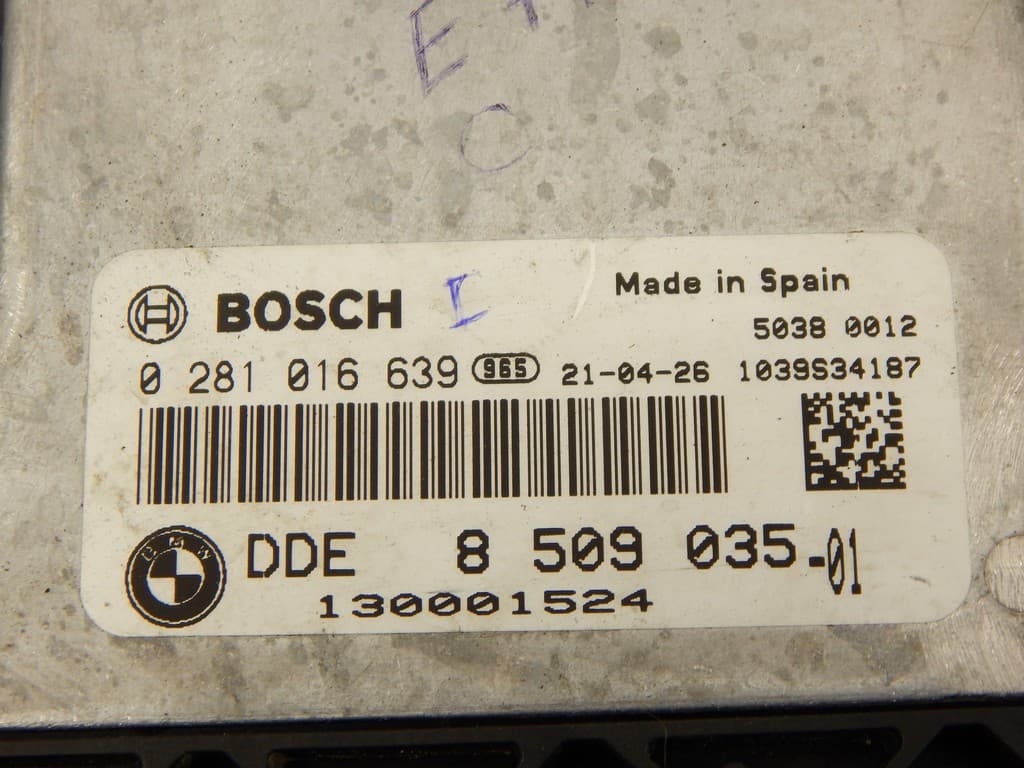 BOSCH I Made in Spain
5038 0012
0 281 016 639 965 21-04-26 1039S34187
BMW DDE 8 509 035-01
130001524